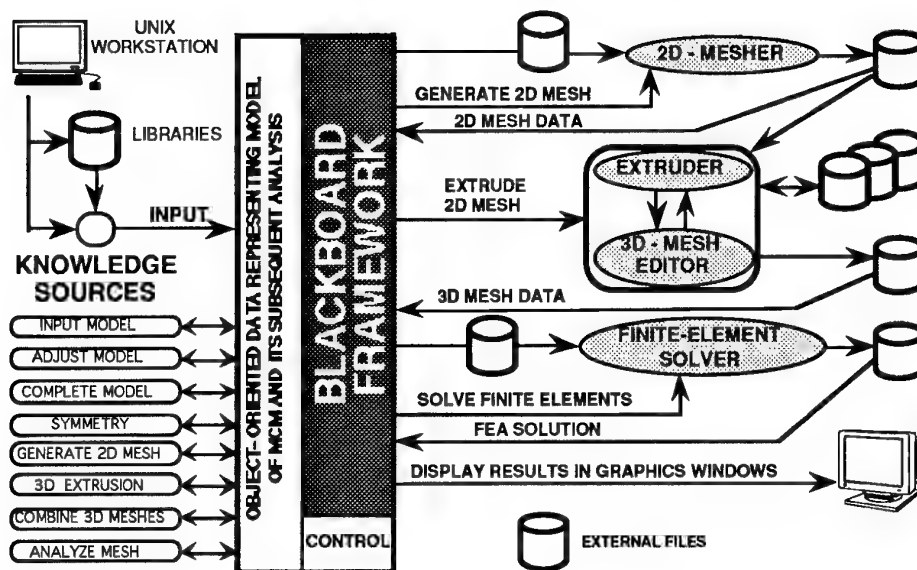 UNIX
WORKSTATION
LIBRARIES
INPUT
KNOWLEDGE
SOURCES
INPUT MODEL
ADJUST MODEL
COMPLETE MODEL
SYMMETRY
GENERATE 2D MESH
3D EXTRUSION
COMBINE 3D MESHES
ANALYZE MESH
OBJECT-ORIENTED DATA REPRESENTING MODEL
OF MCM AND ITS SUBSEQUENT ANALYSIS
BLACKBOARD
FRAMEWORK
CONTROL
2D - MESHER
GENERATE 2D MESH
2D MESH DATA
EXTRUDE
2D MESH
EXTRUDER
3D - MESH
EDITOR
3D MESH DATA
FINITE-ELEMENT
SOLVER
SOLVE FINITE ELEMENTS
FEA SOLUTION
DISPLAY RESULTS IN GRAPHICS WINDOWS
EXTERNAL FILES